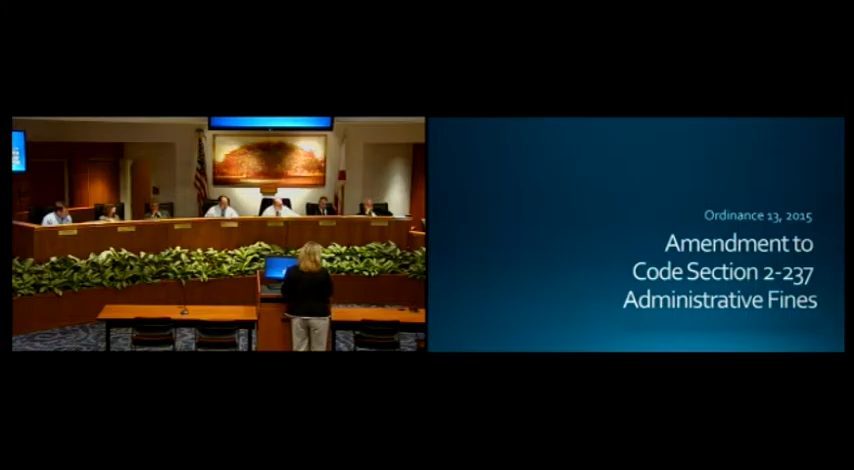 Ordinance 13, 2015
Amendment to
Code Section 2-237
Administrative Fines